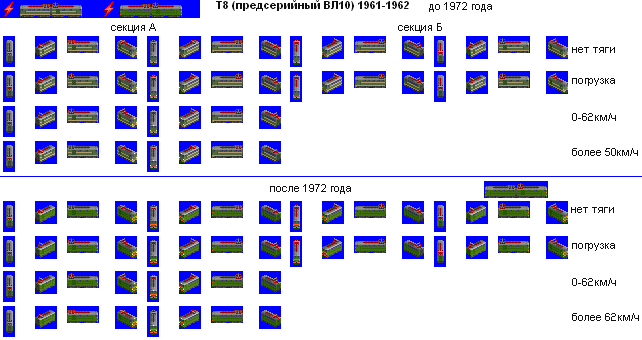 Т8 (предсерийный ВЛ10) 1961-1962 до 1972 года
секция А секция Б
нет тяги
погрузка
0-62км/ч
более 50км/ч
после 1972 года
нет тяги
погрузка
0-62км/ч
более 62км/ч